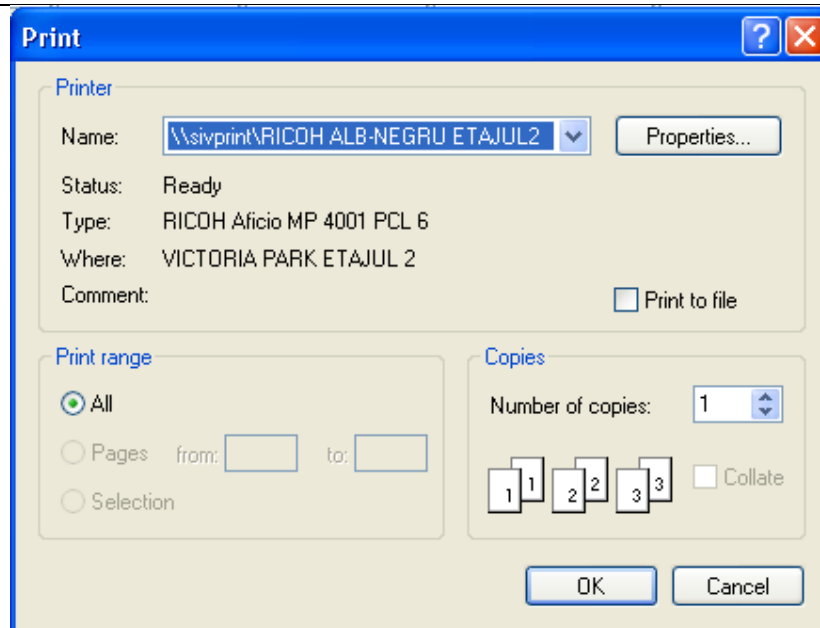 Print
Printer
Name: \\sivprint\RICOH ALB-NEGRU ETAJUL2 Properties...
Status: Ready
Type: RICOH Aficio MP 4001 PCL 6
Where: VICTORIA PARK ETAJUL 2
Comment: Print to file
Print range
All
Pages from: to:
Selection
Copies
Number of copies: 1
1 1 2 2 3 3 Collate
OK Cancel